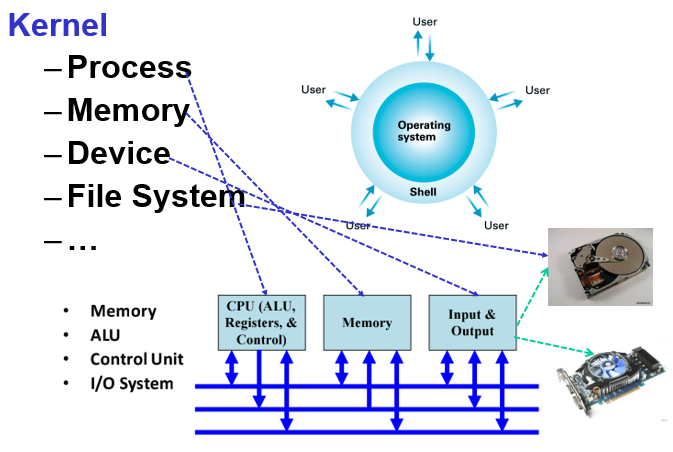 Kernel
– Process
– Memory
– Device
– File System
– …
User
User
User
Operating
system
Shell
User
User
• Memory
• ALU
• Control Unit
• I/O System
CPU (ALU,
Registers, &
Control)
Memory
Input &
Output